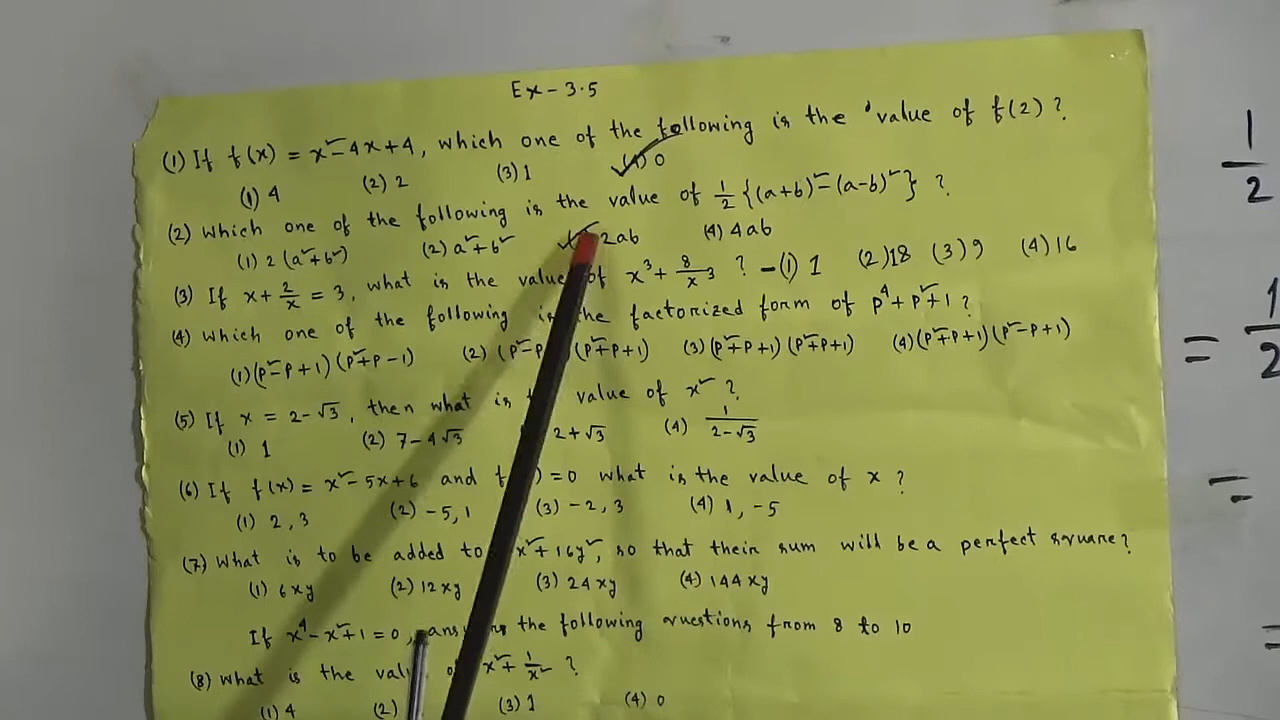 Ex - 3.5
(1) If f(x) = x² - 4x + 4, which one of the following is the value of f(2) ?
(1) 4 (2) 2 (3) 1 (4) 0
(2) Which one of the following is the value of 1/2 {(a+b)² - (a-b)²} ?
(1) 2(a²+b²) (2) a²+b² 2ab (4) 4ab
(3) If x + 2/x = 3, what is the value of x³ + 8/x³ ? - (1) 1 (2) 18 (3) 9 (4) 16
(4) Which one of the following is the factorized form of p⁴ + p² + 1 ?
(1) (p²-p+1)(p²+p-1) (2) (p²-p )(p²+p+1) (3) (p²+p+1)(p²+p+1) (4) (p²+p+1)(p²-p+1)
(5) If x = 2-√3, then what is value of x² ?
(1) 1 (2) 7-4√3 2+√3 (4) 1/(2-√3)
(6) If f(x) = x² - 5x + 6 and f( ) = 0 what is the value of x ?
(1) 2, 3 (2) -5, 1 (3) -2, 3 (4) 1, -5
(7) What is to be added to x² + 16y², so that their sum will be a perfect square?
(1) 6xy (2) 12xy (3) 24xy (4) 144xy
If x⁴ - x² + 1 = 0, the following questions from 8 to 10
(8) What is the x² + 1/x² ?
(1) 4 (2) (3) 1 (4) 0
1/2
= 1/2
=
=